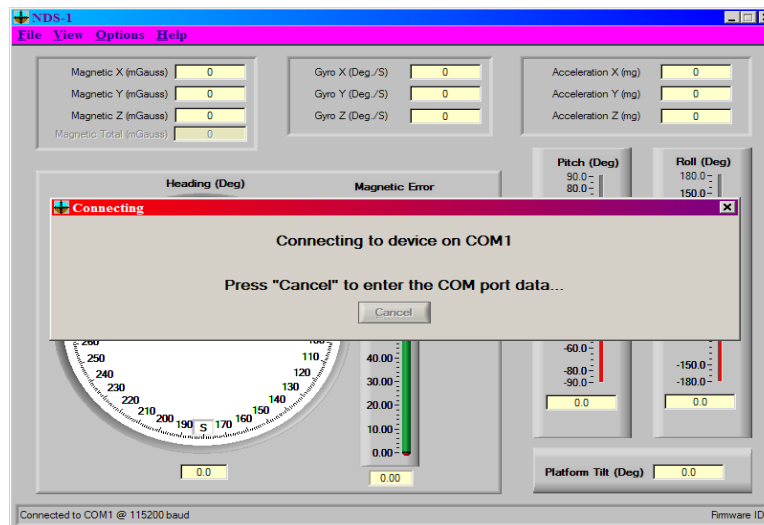 NDS-1
File View Options Help
Magnetic X (mGauss) 0
Magnetic Y (mGauss) 0
Magnetic Z (mGauss) 0
Magnetic Total (mGauss) 0
Gyro X (Deg./S) 0
Gyro Y (Deg./S) 0
Gyro Z (Deg./S) 0
Acceleration X (mg) 0
Acceleration Y (mg) 0
Acceleration Z (mg) 0
Heading (Deg)
Magnetic Error
Pitch (Deg)
90.0
80.0
Roll (Deg)
180.0
150.0
Connecting
Connecting to device on COM1
Press "Cancel" to enter the COM port data...
Cancel
260
250
240
230
220
210
200
190
S
170
160
150
140
130
120
110
0.0
40.00
30.00
20.00
10.00
0.00
0.00
-60.0
-80.0
-90.0
0.0
-150.0
-180.0
0.0
Platform Tilt (Deg) 0.0
Connected to COM1 @ 115200 baud
Firmware ID